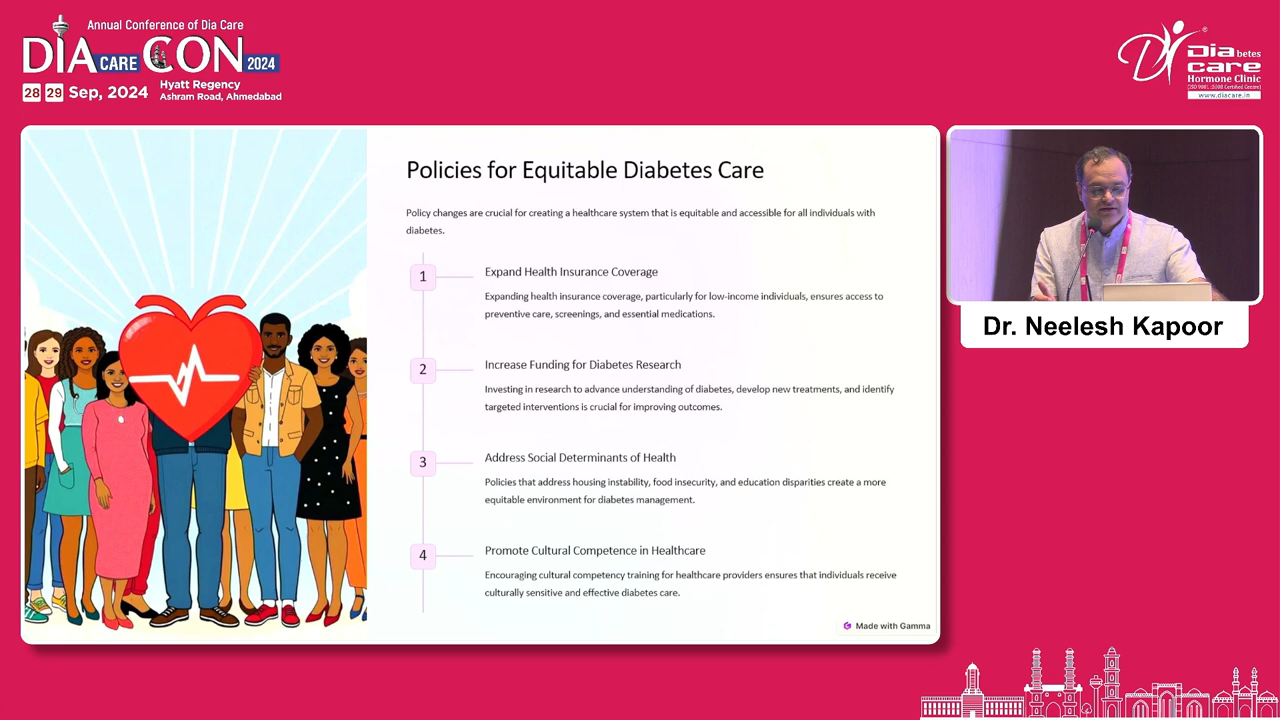 Annual Conference of Dia Care
DIA CARE CON 2024
28 29 Sep, 2024
Hyatt Regency
Ashram Road, Ahmedabad
Diabetes
care
Hormone Clinic
(ISO 9001:2008 Certified Centre)
www.diacare.in
Policies for Equitable Diabetes Care
Policy changes are crucial for creating a healthcare system that is equitable and accessible for all individuals with
diabetes.
1
Expand Health Insurance Coverage
Expanding health insurance coverage, particularly for low-income individuals, ensures access to
preventive care, screenings, and essential medications.
2
Increase Funding for Diabetes Research
Investing in research to advance understanding of diabetes, develop new treatments, and identify
targeted interventions is crucial for improving outcomes.
3
Address Social Determinants of Health
Policies that address housing instability, food insecurity, and education disparities create a more
equitable environment for diabetes management.
4
Promote Cultural Competence in Healthcare
Encouraging cultural competency training for healthcare providers ensures that individuals receive
culturally sensitive and effective diabetes care.
Made with Gamma
Dr. Neelesh Kapoor